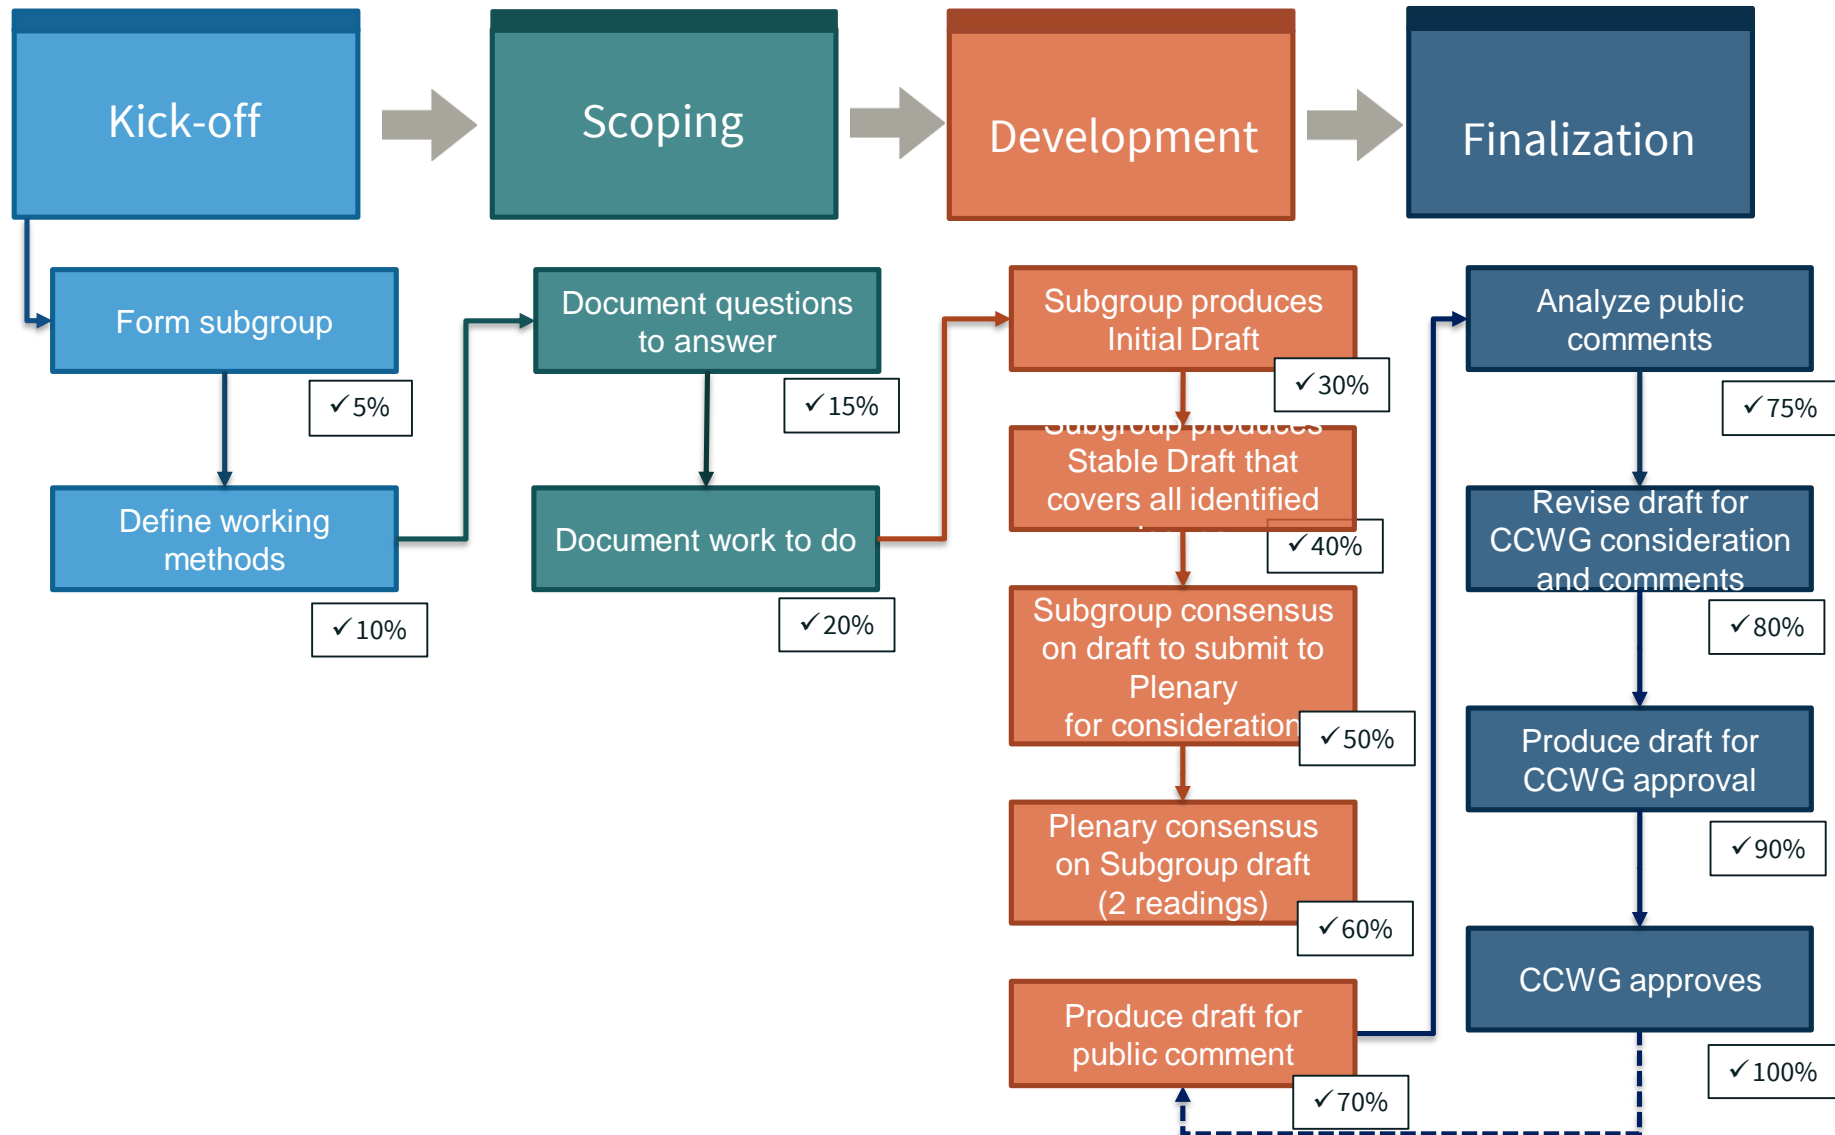 Kick-off
Scoping
Development
Finalization
Form subgroup
✓5%
Define working
methods
✓10%
Document questions
to answer
✓15%
Document work to do
✓20%
Subgroup produces
Initial Draft
✓30%
Subgroup produces
Stable Draft that
covers all identified
✓40%
Subgroup consensus
on draft to submit to
Plenary
for consideration
✓50%
Plenary consensus
on Subgroup draft
(2 readings)
✓60%
Produce draft for
public comment
✓70%
Analyze public
comments
✓75%
Revise draft for
CCWG consideration
and comments
✓80%
Produce draft for
CCWG approval
✓90%
CCWG approves
✓100%